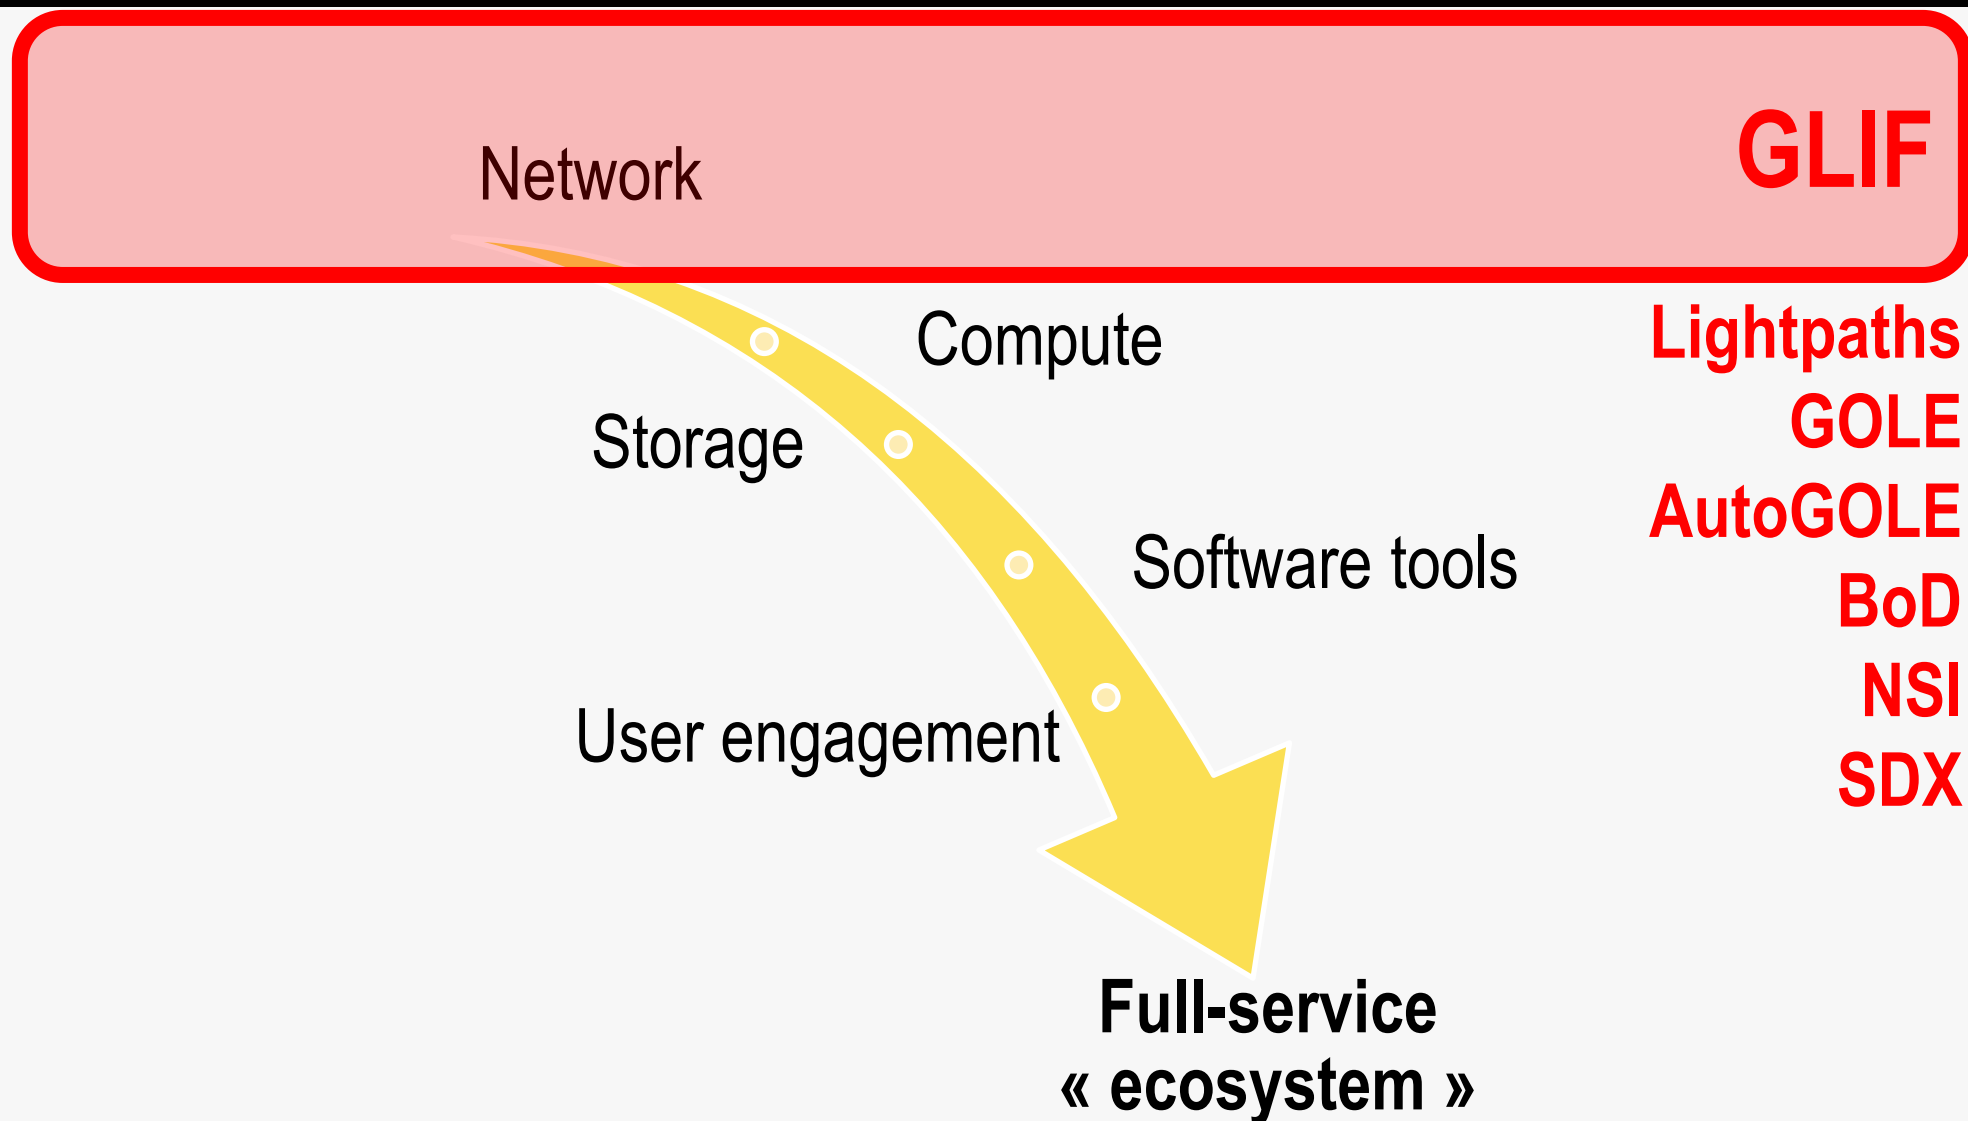 GLIF
Network
Compute
Storage
Software tools
User engagement
Full-service
« ecosystem »
Lightpaths
GOLE
AutoGOLE
BoD
NSI
SDX